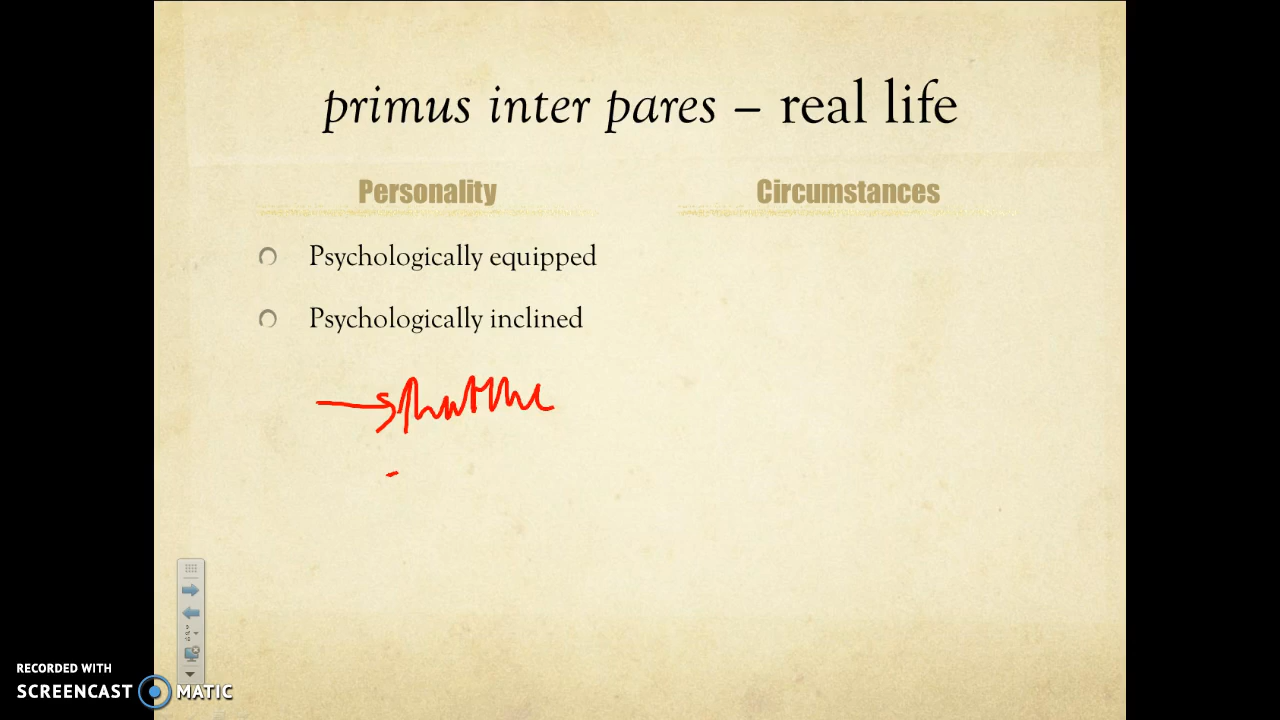 primus inter pares – real life
Personality
Circumstances
Psychologically equipped
Psychologically inclined
RECORDED WITH
SCREENCAST MATIC